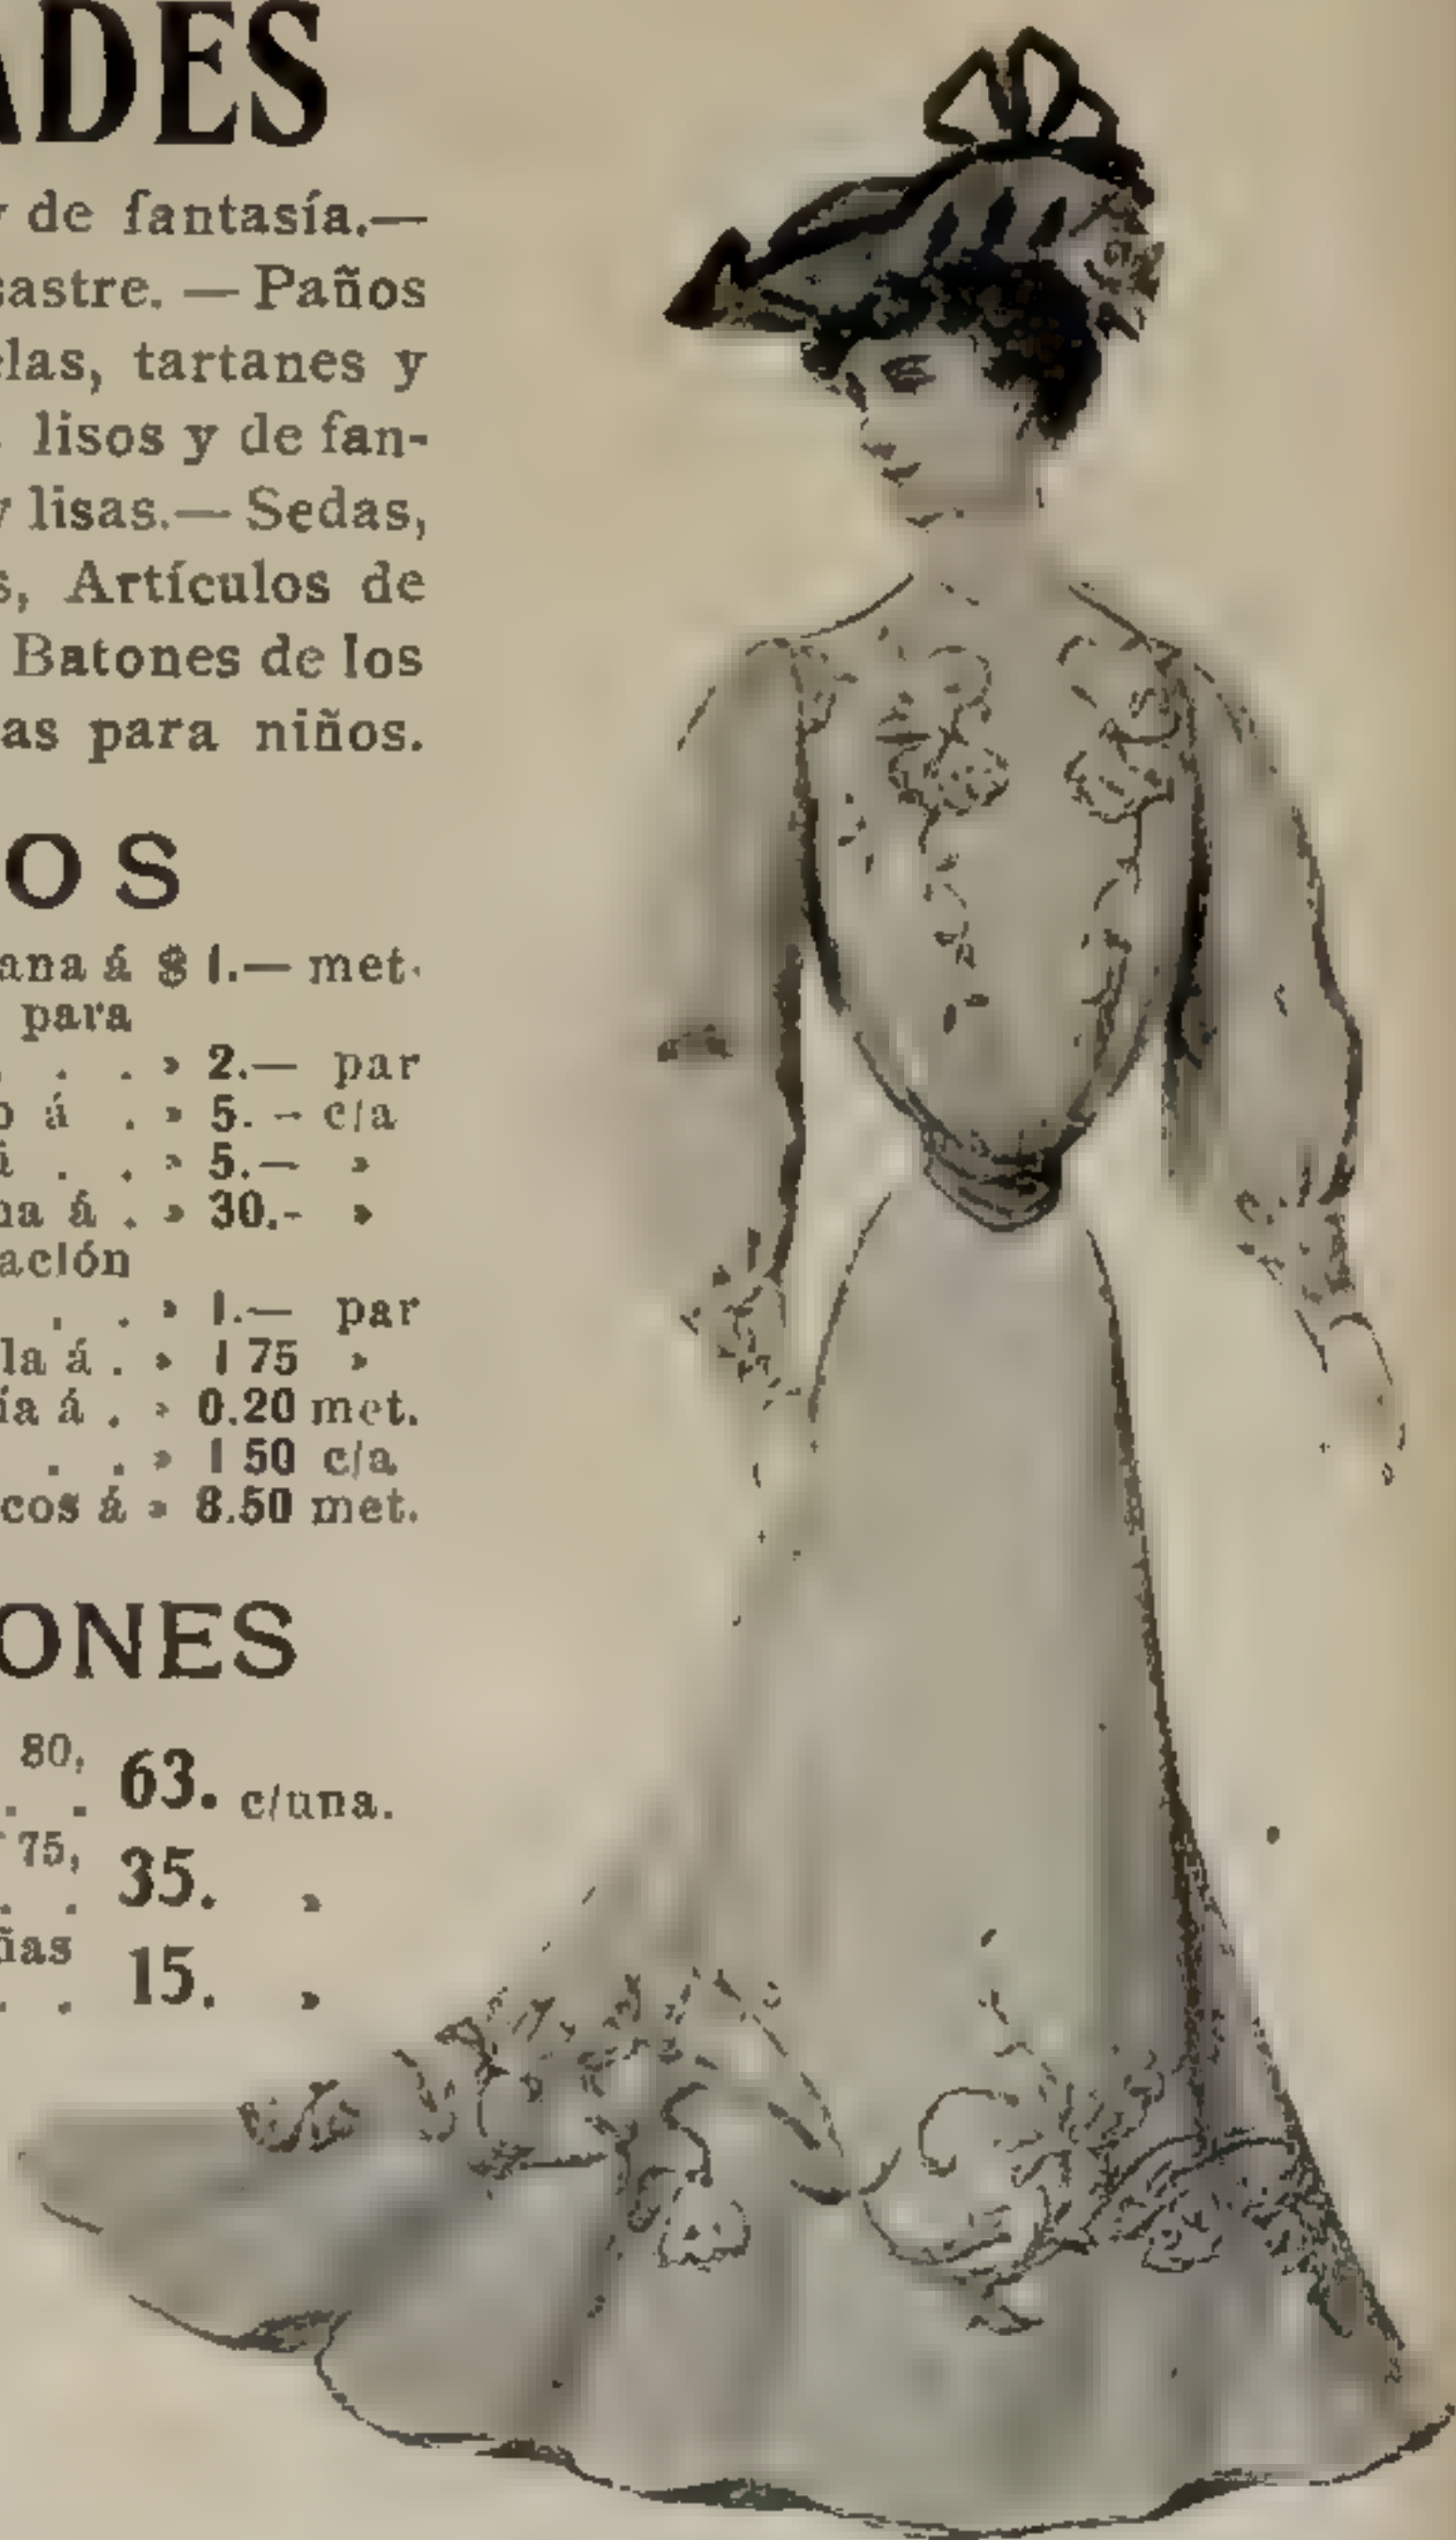 ADES
y de fantasía.—
sastre. — Paños
elas, tartanes y
lisos y de fan-
y lisas.— Sedas,
s, Artículos de
Batones de los
as para niños.
OS
ana á $ 1.— met.
para
. . . » 2.— par
o á . » 5. - c/a
á . . » 5.— »
na á . » 30.- »
ación
. . » 1.— par
la á . » 1 75 »
ía á . » 0.20 met.
. . » 1 50 c/a
cos á » 8.50 met.
ONES
80,
. . 63. c/una.
75,
. . 35. »
ñas
. . 15. »